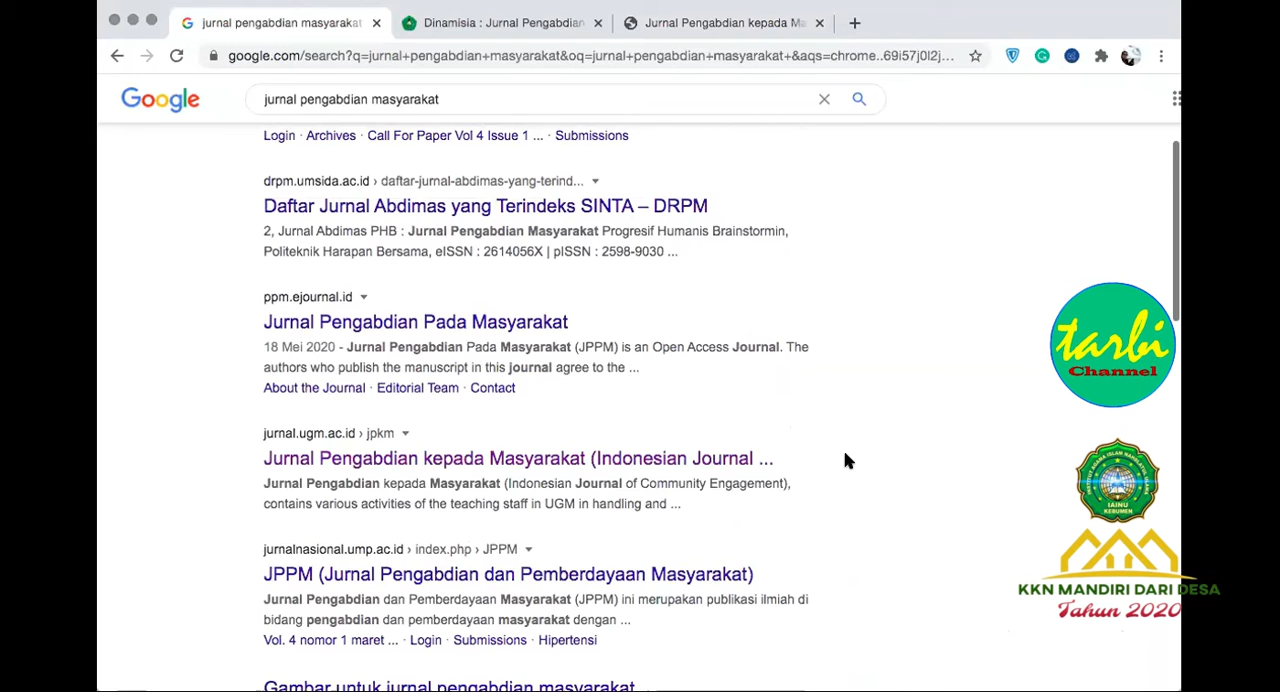 jurnal pengabdian masyarakat
Dinamisia : Jurnal Pengabdian
Jurnal Pengabdian kepada Ma
google.com/search?q=jurnal+pengabdian+masyarakat&oq=jurnal+pengabdian+masyarakat+&aqs=chrome..69i57j0l2j...
Google
jurnal pengabdian masyarakat
Login · Archives · Call For Paper Vol 4 Issue 1 ... · Submissions
drpm.umsida.ac.id › daftar-jurnal-abdimas-yang-terind...
Daftar Jurnal Abdimas yang Terindeks SINTA – DRPM
2, Jurnal Abdimas PHB : Jurnal Pengabdian Masyarakat Progresif Humanis Brainstormin,
Politeknik Harapan Bersama, eISSN : 2614056X | pISSN : 2598-9030 ...
ppm.ejournal.id
Jurnal Pengabdian Pada Masyarakat
18 Mei 2020 - Jurnal Pengabdian Pada Masyarakat (JPPM) is an Open Access Journal. The
authors who publish the manuscript in this journal agree to the ...
About the Journal · Editorial Team · Contact
jurnal.ugm.ac.id › jpkm
Jurnal Pengabdian kepada Masyarakat (Indonesian Journal ...
Jurnal Pengabdian kepada Masyarakat (Indonesian Journal of Community Engagement),
contains various activities of the teaching staff in UGM in handling and ...
jurnalnasional.ump.ac.id › index.php › JPPM
JPPM (Jurnal Pengabdian dan Pemberdayaan Masyarakat)
Jurnal Pengabdian dan Pemberdayaan Masyarakat (JPPM) ini merupakan publikasi ilmiah di
bidang pengabdian dan pemberdayaan masyarakat dengan ...
Vol. 4 nomor 1 maret ... · Login · Submissions · Hipertensi
Gambar untuk jurnal pengabdian masyarakat
tarbi
Channel
IAINU
KEBUMEN
KKN MANDIRI DARI DESA
Tahun 2020